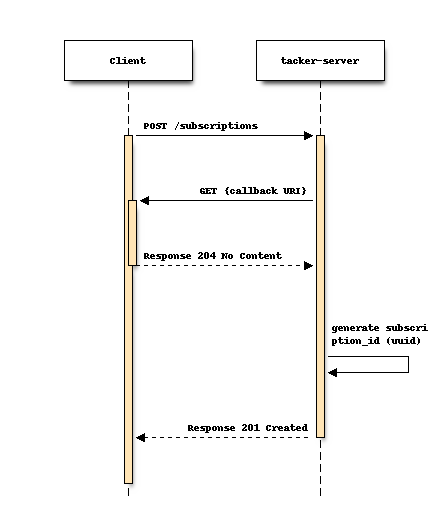 Client
tacker-server
POST /subscriptions
GET {callback URI}
Response 204 No Content
generate subscri
ption_id (uuid)
Response 201 Created